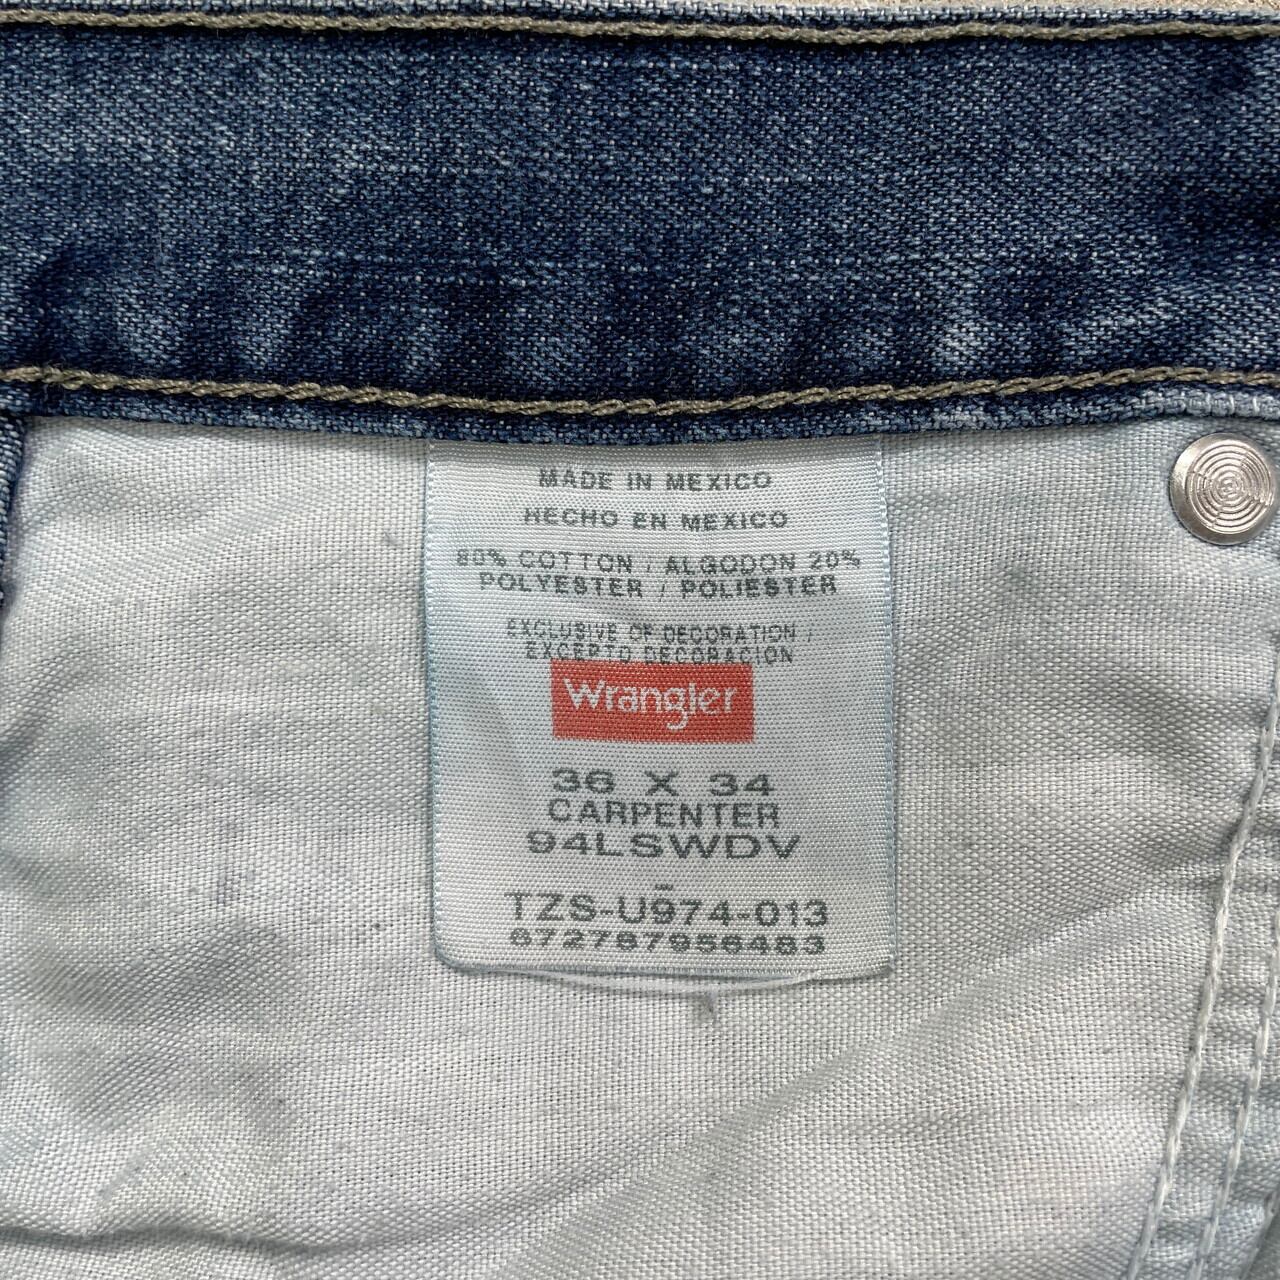 MADE IN MEXICO
HECHO EN MEXICO
80% COTTON / ALGODON 20%
POLYESTER / POLIESTER
EXCLUSIVE OF DECORATION /
EXCEPTO DECORACION
Wrangler
36 X 34
CARPENTER
94LSWDV
-
TZS-U974-013
672787956483